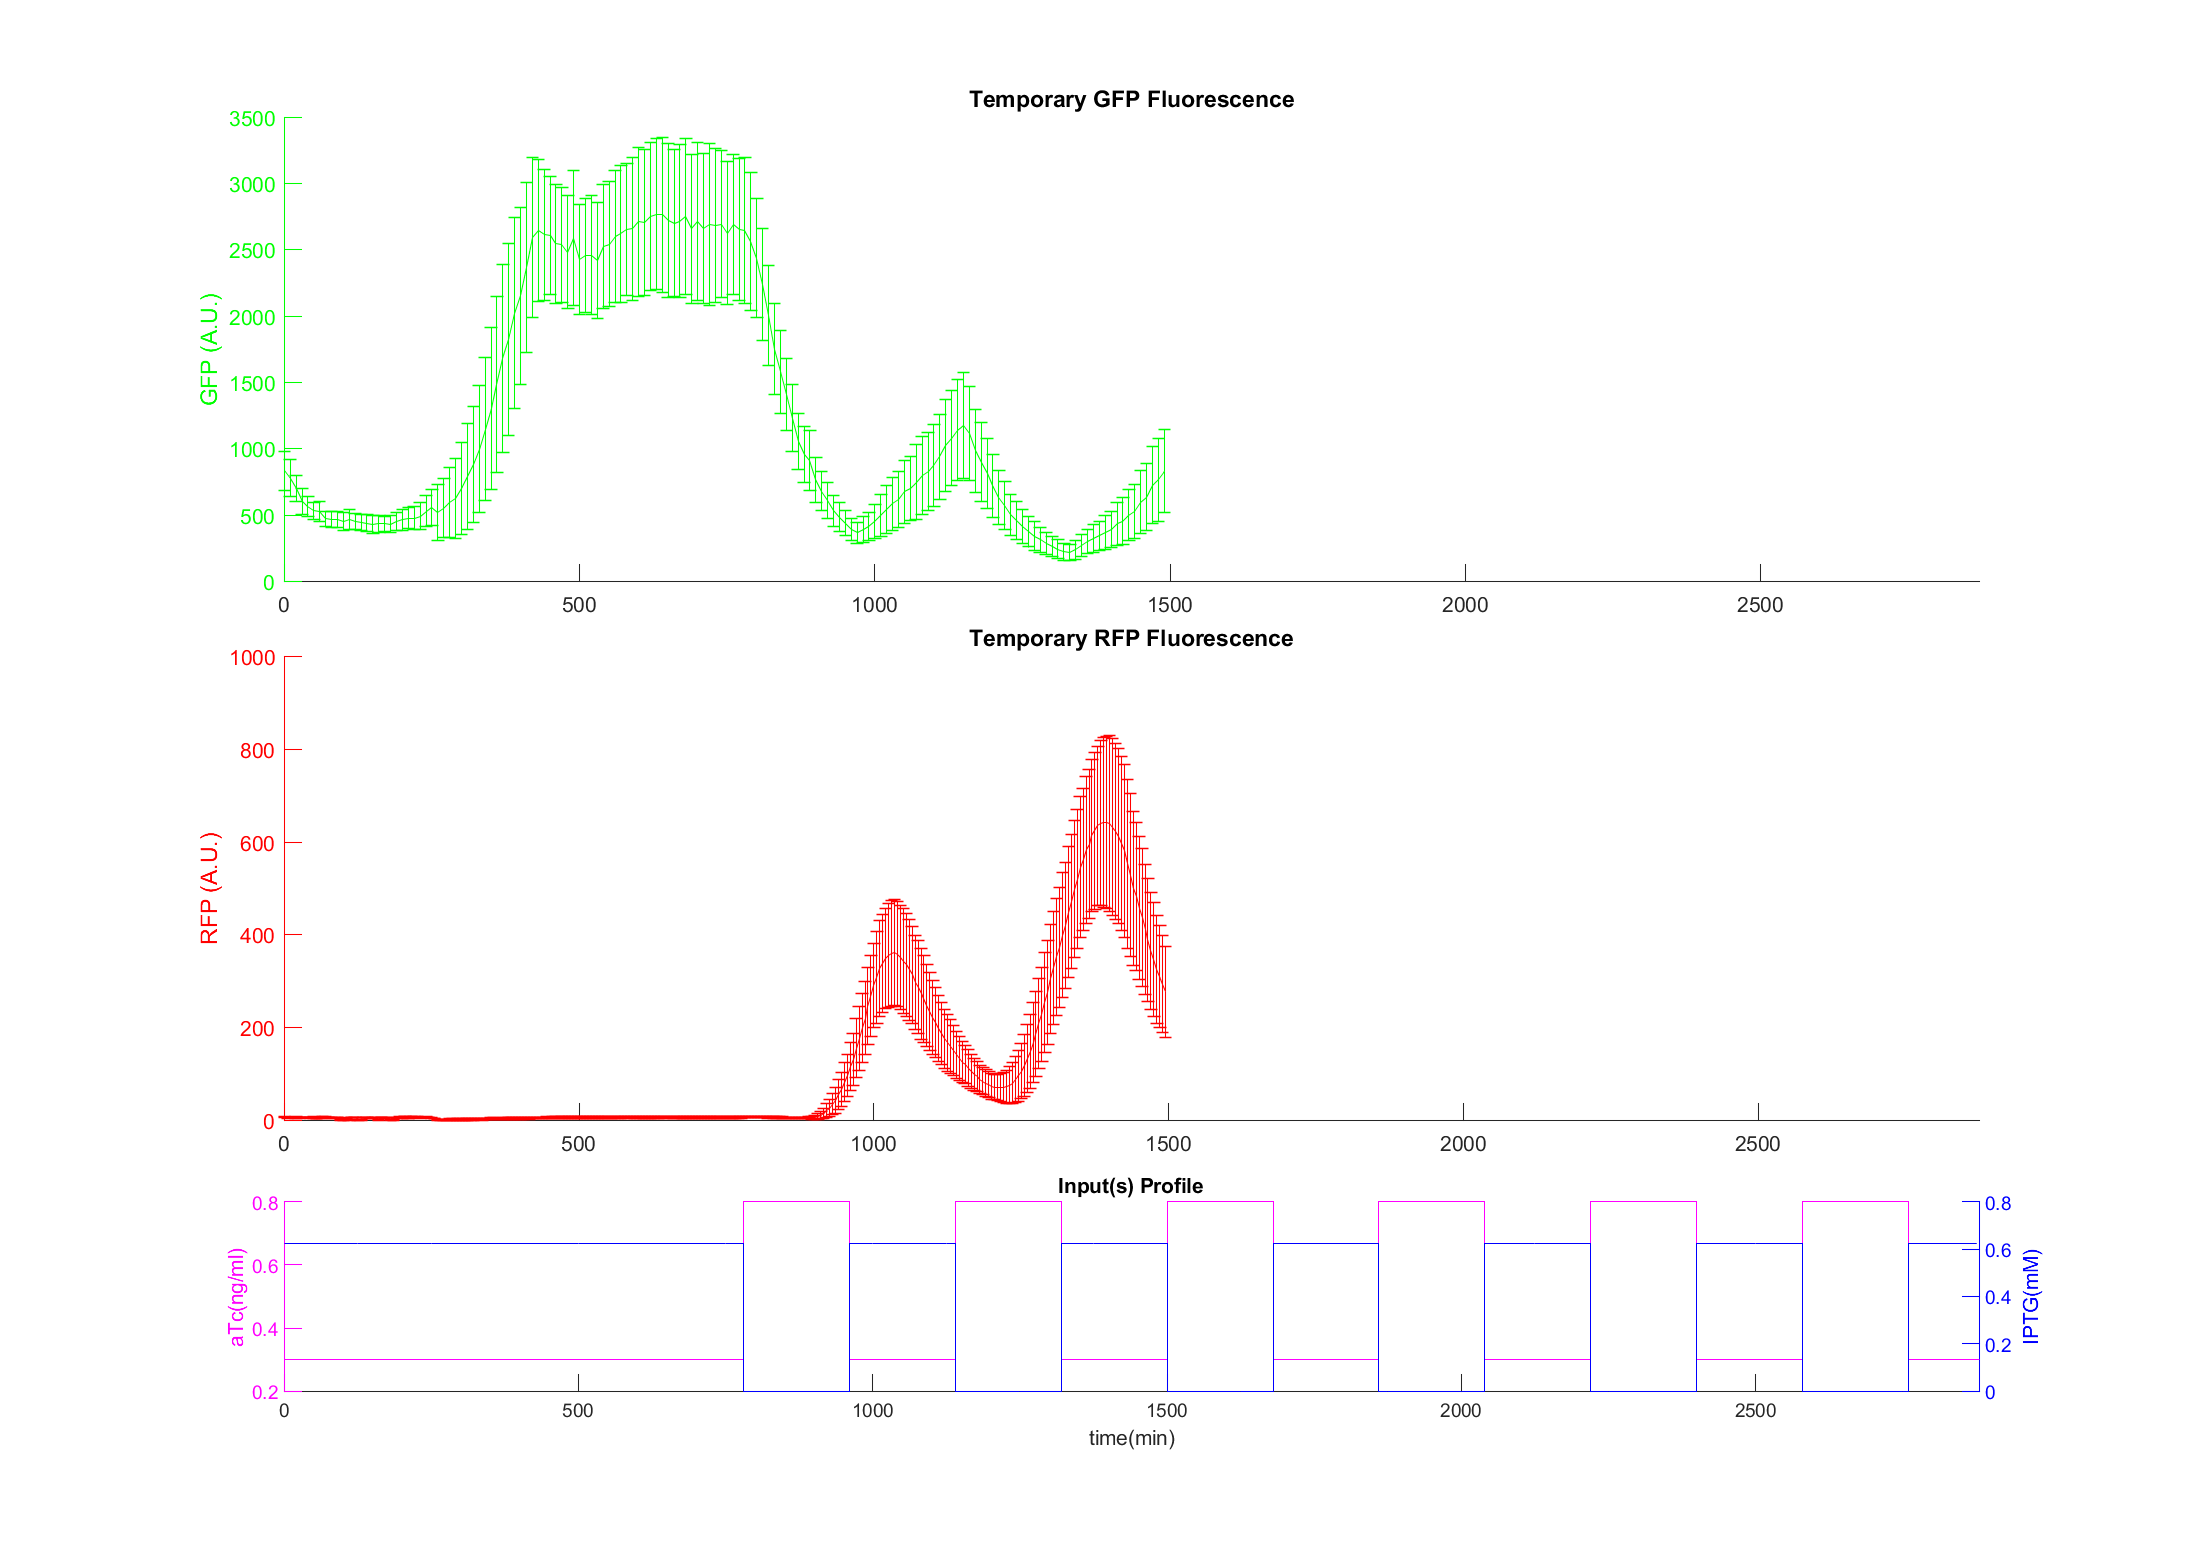 Temporary GFP Fluorescence
3500
3000
2500
2000
1500
1000
500
0
GFP (A.U.)
0 500 1000 1500 2000 2500
Temporary RFP Fluorescence
1000
800
600
400
200
0
RFP (A.U.)
0 500 1000 1500 2000 2500
Input(s) Profile
0.8
0.6
0.4
0.2
aTc(ng/ml)
0.8
0.6
0.4
0.2
0
IPTG(mM)
0 500 1000 1500 2000 2500
time(min)